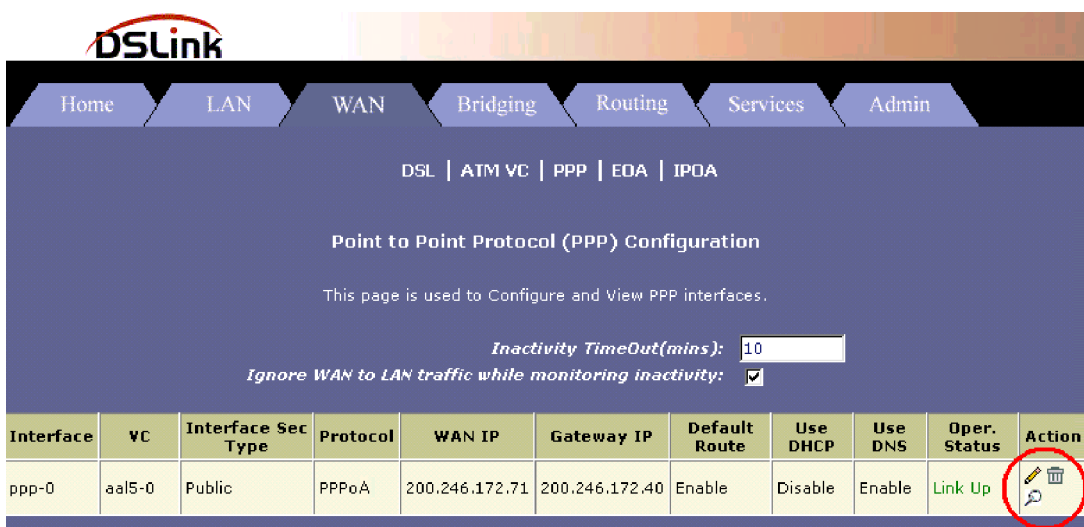 DSLink
Home LAN WAN Bridging Routing Services Admin
DSL | ATM VC | PPP | EOA | IPOA
Point to Point Protocol (PPP) Configuration
This page is used to Configure and View PPP interfaces.
Inactivity TimeOut(mins): 10
Ignore WAN to LAN traffic while monitoring inactivity:
Interface VC Interface Sec Type Protocol WAN IP Gateway IP Default Route Use DHCP Use DNS Oper. Status Action
ppp-0 aal5-0 Public PPPoA 200.246.172.71 200.246.172.40 Enable Disable Enable Link Up